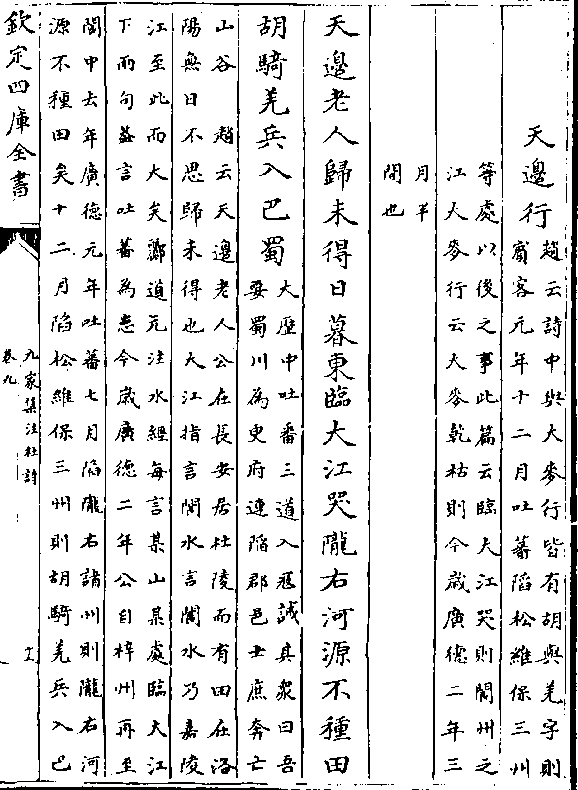 天邊行趙云詩中與大麥行皆有胡與羌字則
賓客元年十二月吐蕃陷松維保三州
等處以後之事此篇云臨大江哭則閬州之
江大麥行云大麥乾枯則今歲廣德二年三
月半
閒也
天邊老人歸未得日暮東臨大江哭隴右河源不種田
胡騎羌兵入巴蜀大歴中吐番三道入寇誠其衆曰吾
要蜀川為吏府連陥郡邑士庶奔亡
山谷 趙云天邊老人公在長安居杜陵而有田在洛
陽無日不思歸未得也大江指言閬水言閬水乃嘉陵
江至此而大矣酈道元注水經每言某山某處臨大江
下兩句葢言吐蕃為患今歳廣德二年公自梓州再至
閬中去年廣德元年吐蕃七月陷隴右諸州則隴右河
源不種田矣十二月陷松維保三州則胡騎羌兵入巴
欽定四庫全書
九家集注杜詩
卷九